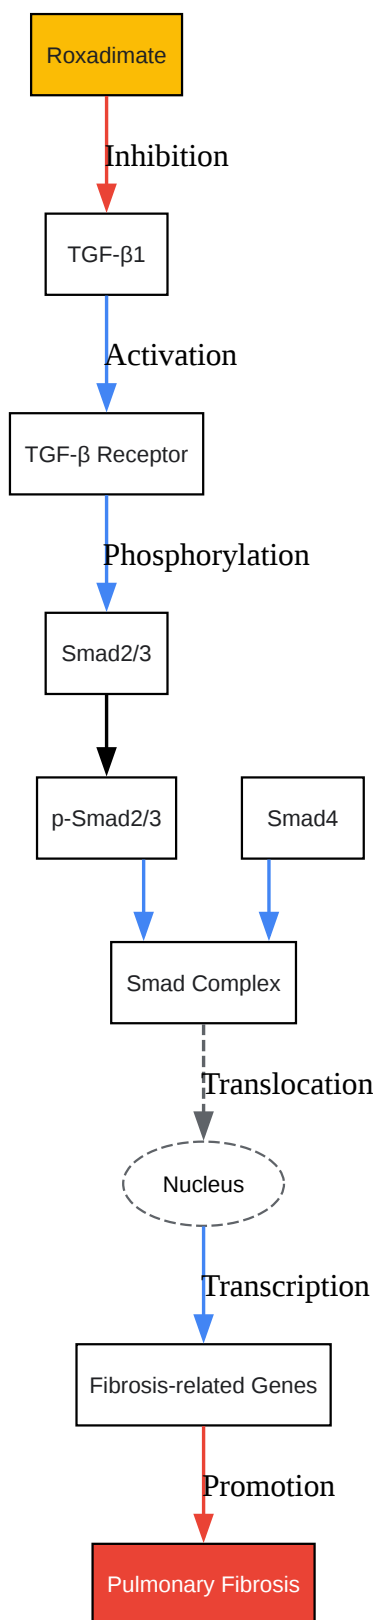 Roxadimate
Inhibition
TGF-β1
Activation
TGF-β Receptor
Phosphorylation
Smad2/3
p-Smad2/3
Smad4
Smad Complex
Translocation
Nucleus
Transcription
Fibrosis-related Genes
Promotion
Pulmonary Fibrosis